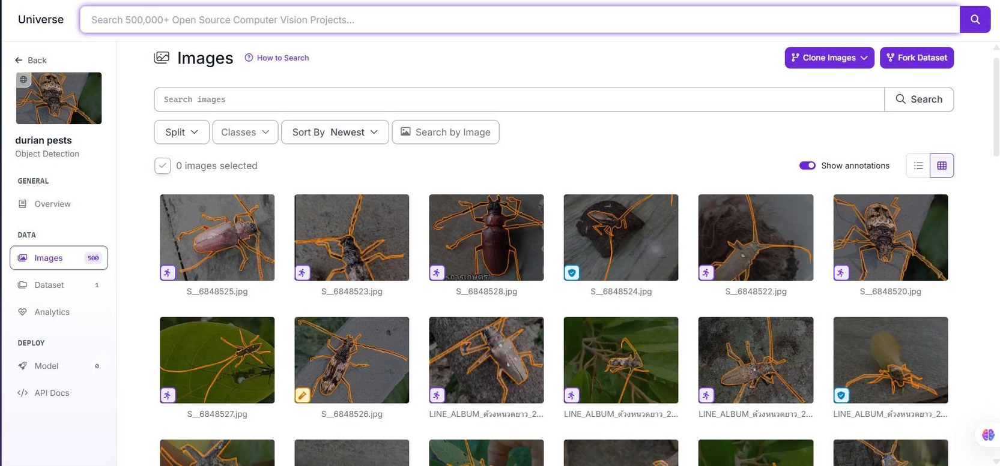 Universe
Search 500,000+ Open Source Computer Vision Projects...
Back
durian pests
Object Detection
GENERAL
Overview
DATA
Images 500
Dataset 1
Analytics
DEPLOY
Model 0
API Docs
Images
How to Search
Clone Images
Fork Dataset
Search images
Search
Split
Classes
Sort By Newest
Search by Image
0 images selected
Show annotations
รการเกษตรา
S__6848525.jpg
S__6848523.jpg
S__6848528.jpg
S__6848524.jpg
S__6848522.jpg
S__6848520.jpg
S__6848527.jpg
S__6848526.jpg
LINE_ALBUM_ด้วงหนวดยาว_2...
LINE_ALBUM_ด้วงหนวดยาว_2...
LINE_ALBUM_ด้วงหนวดยาว_2...
LINE_ALBUM_ด้วงหนวดยาว_2...